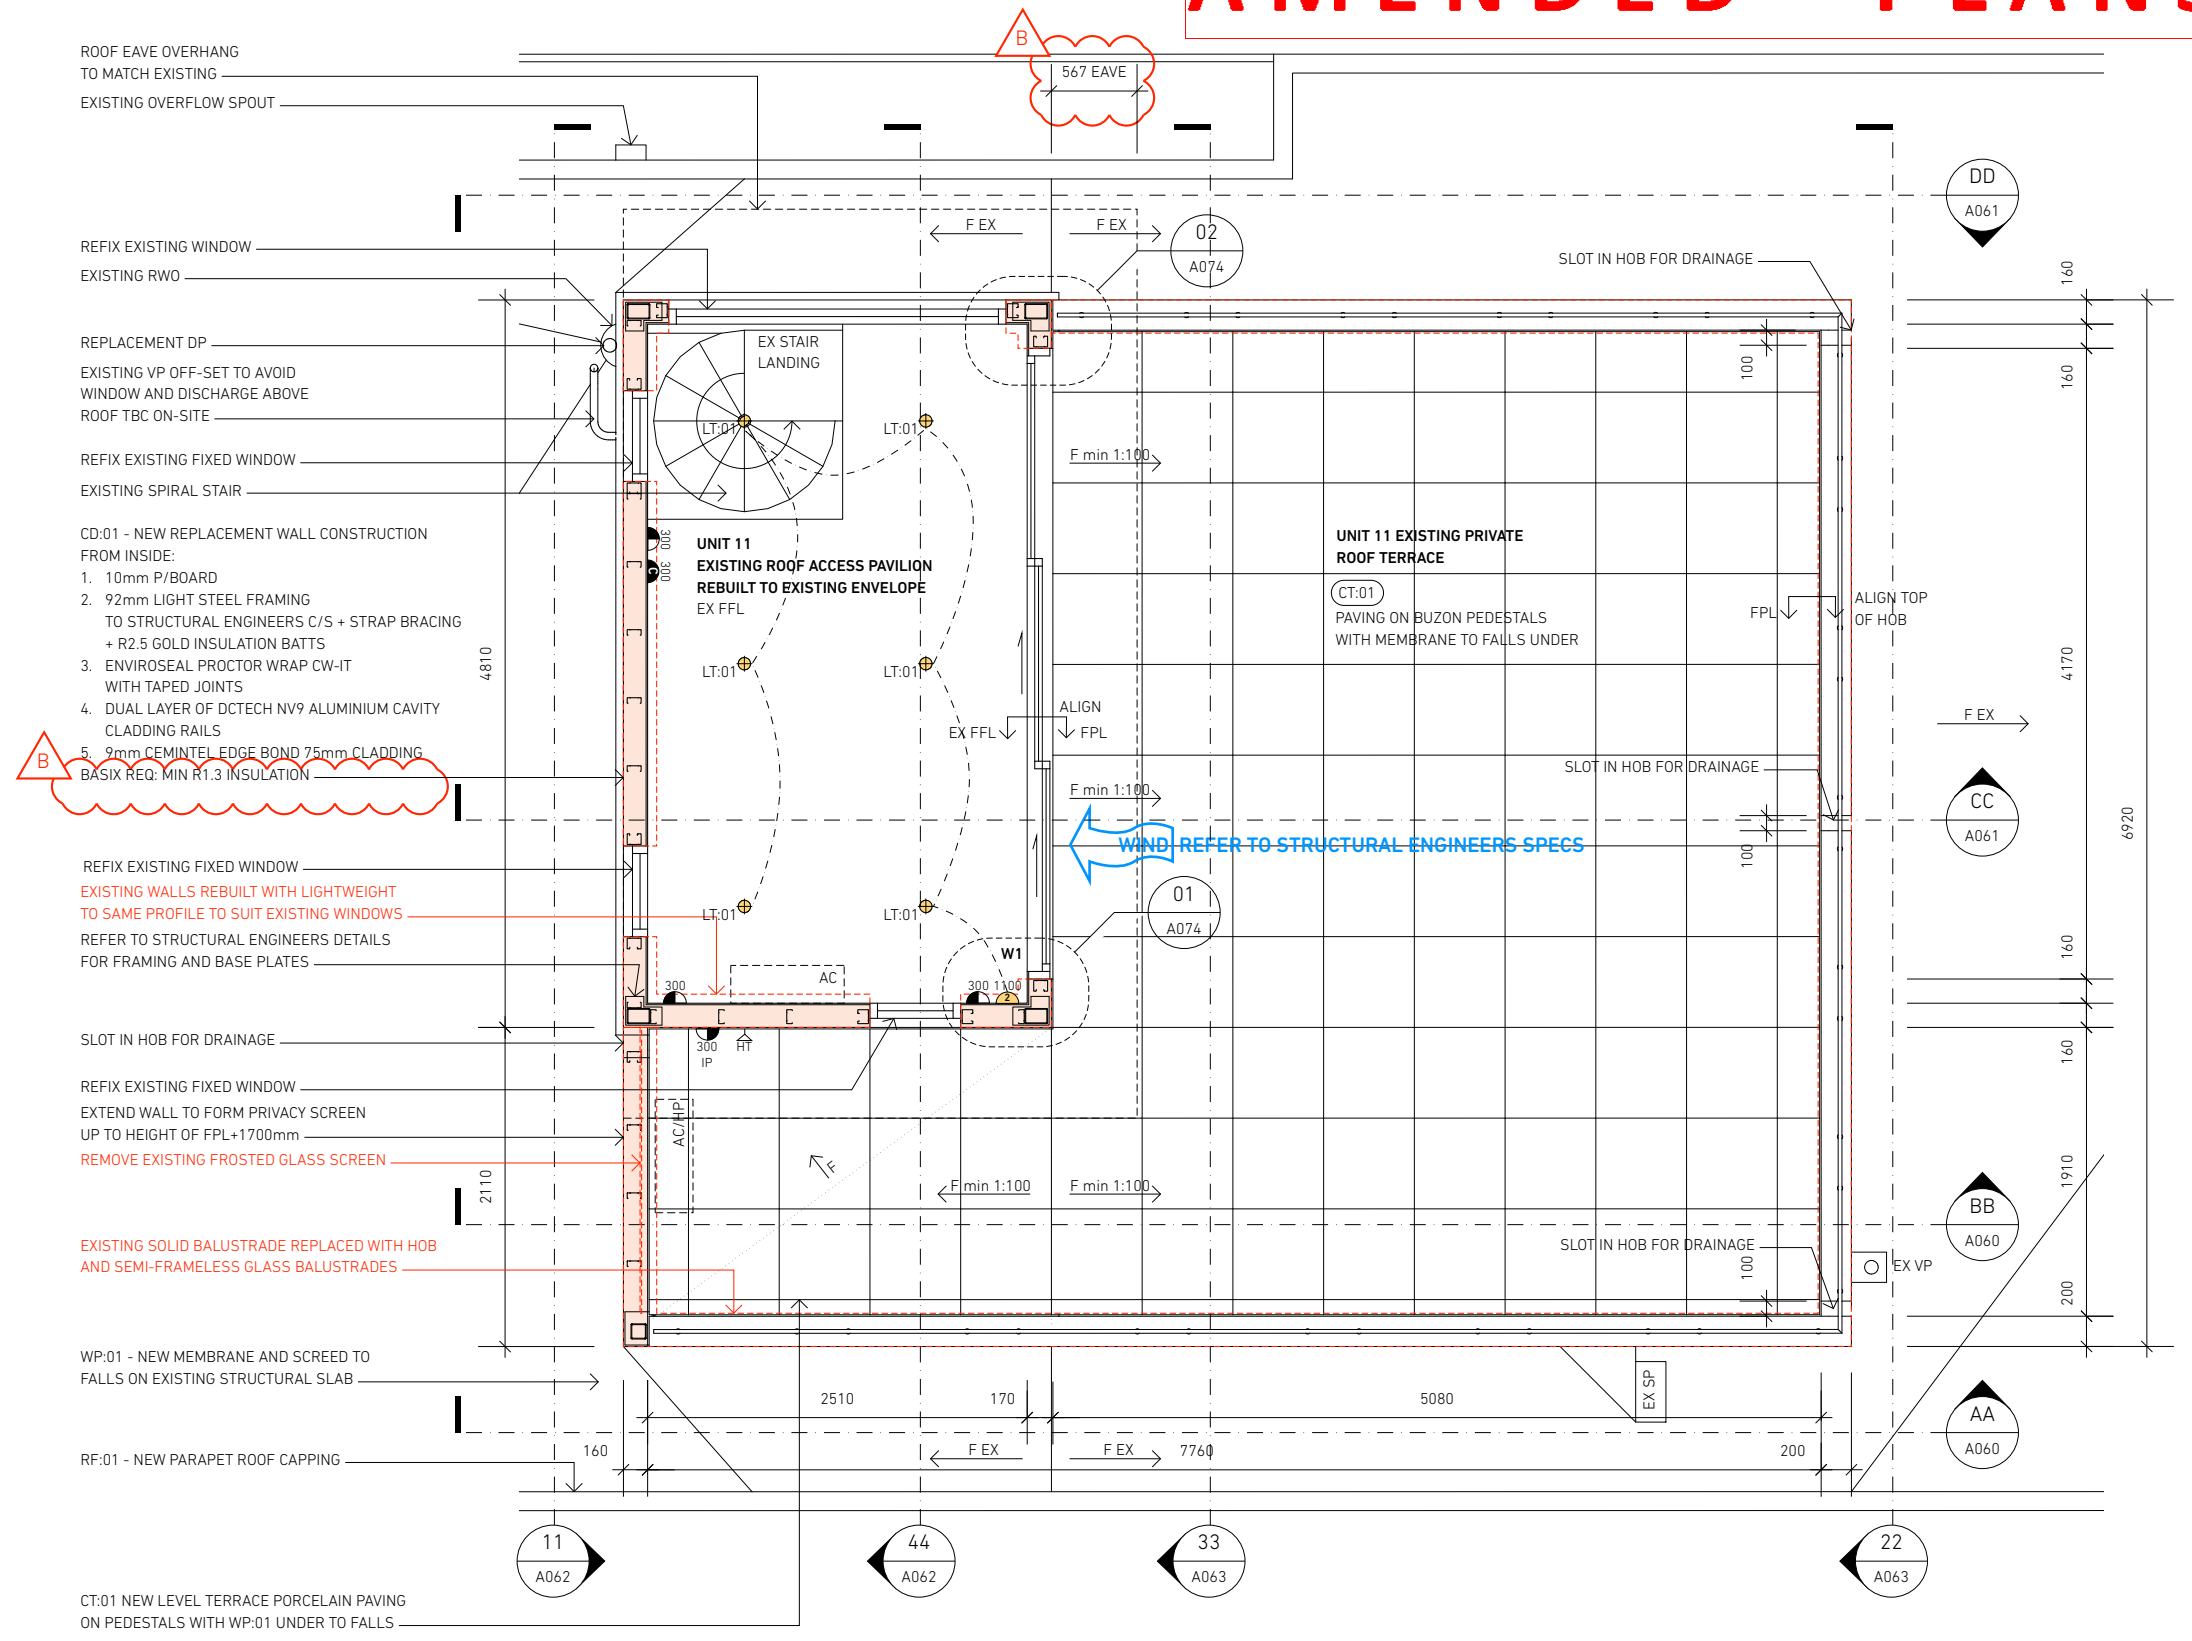 AMENDED PLANS
B
567 EAVE
ROOF EAVE OVERHANG
TO MATCH EXISTING
EXISTING OVERFLOW SPOUT
REFIX EXISTING WINDOW
EXISTING RWO
REPLACEMENT DP
EXISTING VP OFF-SET TO AVOID
WINDOW AND DISCHARGE ABOVE
ROOF TBC ON-SITE
REFIX EXISTING FIXED WINDOW
EXISTING SPIRAL STAIR
CD:01 - NEW REPLACEMENT WALL CONSTRUCTION
FROM INSIDE:
1. 10mm P/BOARD
2. 92mm LIGHT STEEL FRAMING
TO STRUCTURAL ENGINEERS C/S + STRAP BRACING
+ R2.5 GOLD INSULATION BATTS
3. ENVIROSEAL PROCTOR WRAP CW-IT
WITH TAPED JOINTS
4. DUAL LAYER OF DCTECH NV9 ALUMINIUM CAVITY
CLADDING RAILS
5. 9mm CEMINTEL EDGE BOND 75mm CLADDING
B
BASIX REQ: MIN R1.3 INSULATION
REFIX EXISTING FIXED WINDOW
EXISTING WALLS REBUILT WITH LIGHTWEIGHT
TO SAME PROFILE TO SUIT EXISTING WINDOWS
REFER TO STRUCTURAL ENGINEERS DETAILS
FOR FRAMING AND BASE PLATES
SLOT IN HOB FOR DRAINAGE
REFIX EXISTING FIXED WINDOW
EXTEND WALL TO FORM PRIVACY SCREEN
UP TO HEIGHT OF FPL+1700mm
REMOVE EXISTING FROSTED GLASS SCREEN
EXISTING SOLID BALUSTRADE REPLACED WITH HOB
AND SEMI-FRAMELESS GLASS BALUSTRADES
WP:01 - NEW MEMBRANE AND SCREED TO
FALLS ON EXISTING STRUCTURAL SLAB
RF:01 - NEW PARAPET ROOF CAPPING
CT:01 NEW LEVEL TERRACE PORCELAIN PAVING
ON PEDESTALS WITH WP:01 UNDER TO FALLS
4810
2110
F EX
F EX
02
A074
EX STAIR
LANDING
LT:01
LT:01
300
300
C
UNIT 11
EXISTING ROOF ACCESS PAVILION
REBUILT TO EXISTING ENVELOPE
EX FFL
LT:01
LT:01
ALIGN
EX FFL
FPL
LT:01
LT:01
W1
AC
300
300 1100
2
300
IP
HT
AC/HP
F
F min 1:100
F min 1:100
F min 1:100
F min 1:100
01
A074
WIND REFER TO STRUCTURAL ENGINEERS SPECS
UNIT 11 EXISTING PRIVATE
ROOF TERRACE
CT:01
PAVING ON BUZON PEDESTALS
WITH MEMBRANE TO FALLS UNDER
SLOT IN HOB FOR DRAINAGE
100
FPL
ALIGN TOP
OF HOB
SLOT IN HOB FOR DRAINAGE
100
SLOT IN HOB FOR DRAINAGE
100
EX VP
EX SP
F EX
DD
A061
CC
A061
BB
A060
AA
A060
160
160
4170
160
160
1910
200
6920
2510
170
5080
160
F EX
F EX
7760
200
11
A062
44
A062
33
A063
22
A063